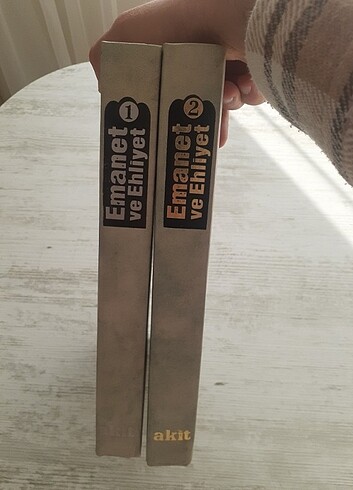 1
Emanet
ve Ehliyet
2
Emanet
ve Ehliyet
akit